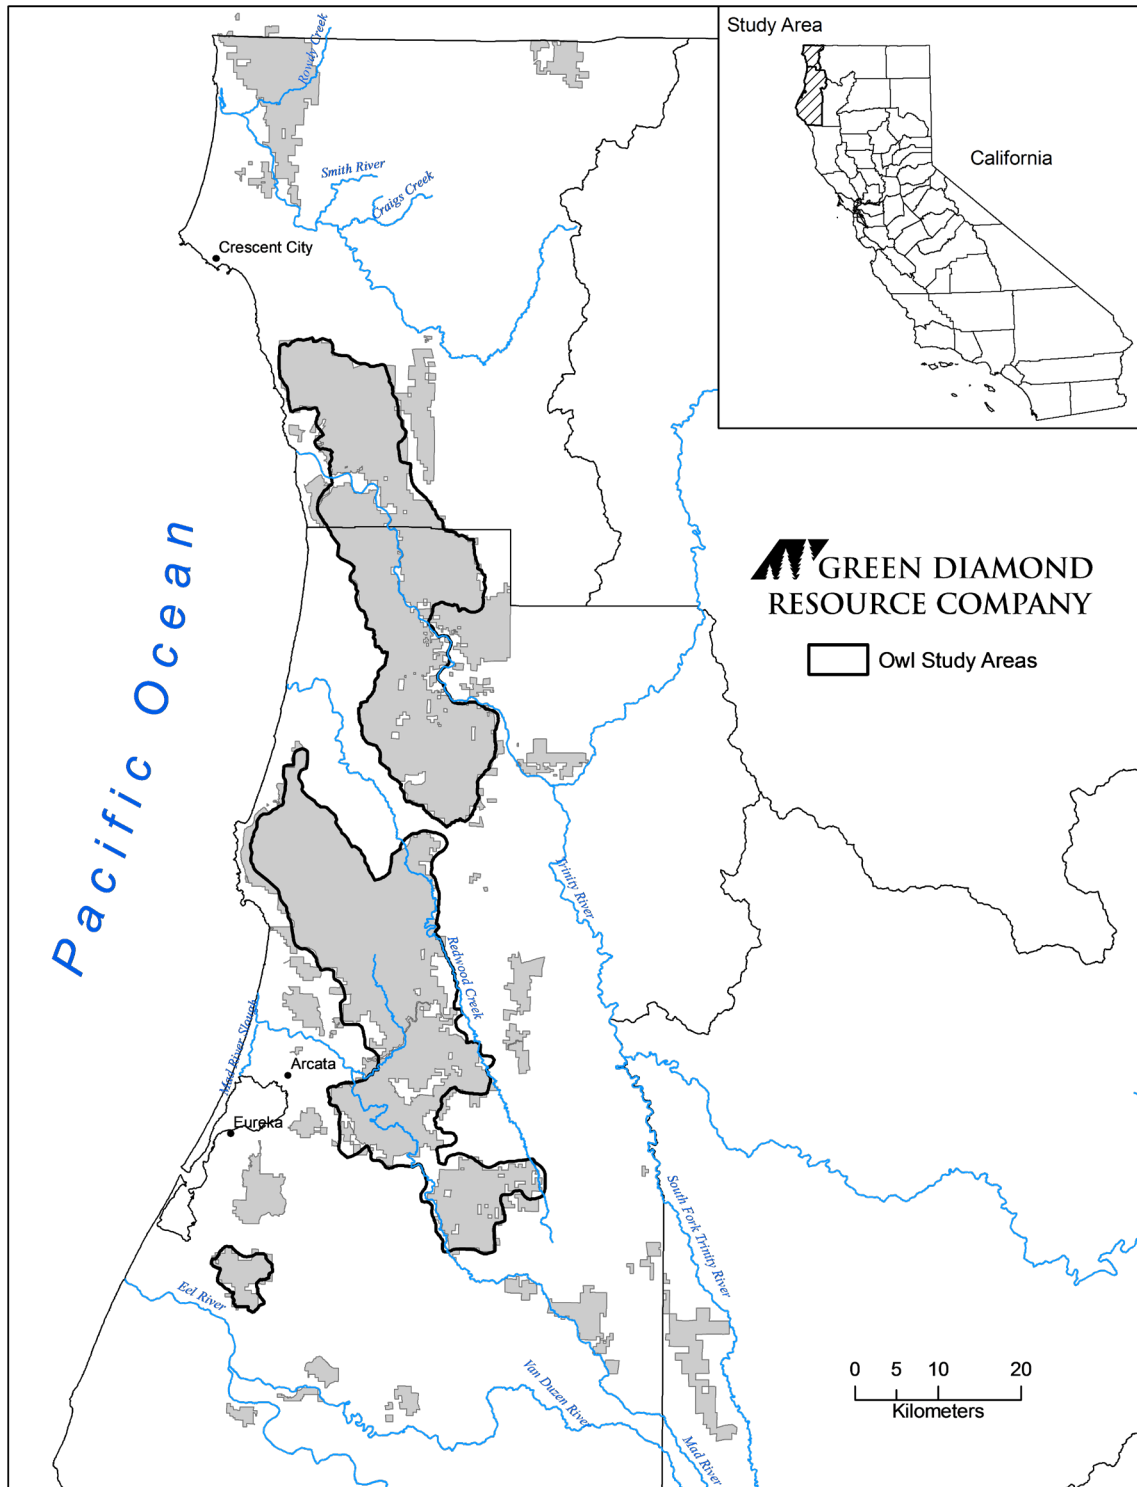 Study Area
California
Rowdy Creek
Smith River
Craigs Creek
Crescent City
Pacific Ocean
GREEN DIAMOND
RESOURCE COMPANY
Owl Study Areas
Trinity River
Redwood Creek
Mad River Slough
Arcata
Eureka
South Fork Trinity River
Eel River
Van Duzen River
Mad River
0 5 10 20
Kilometers